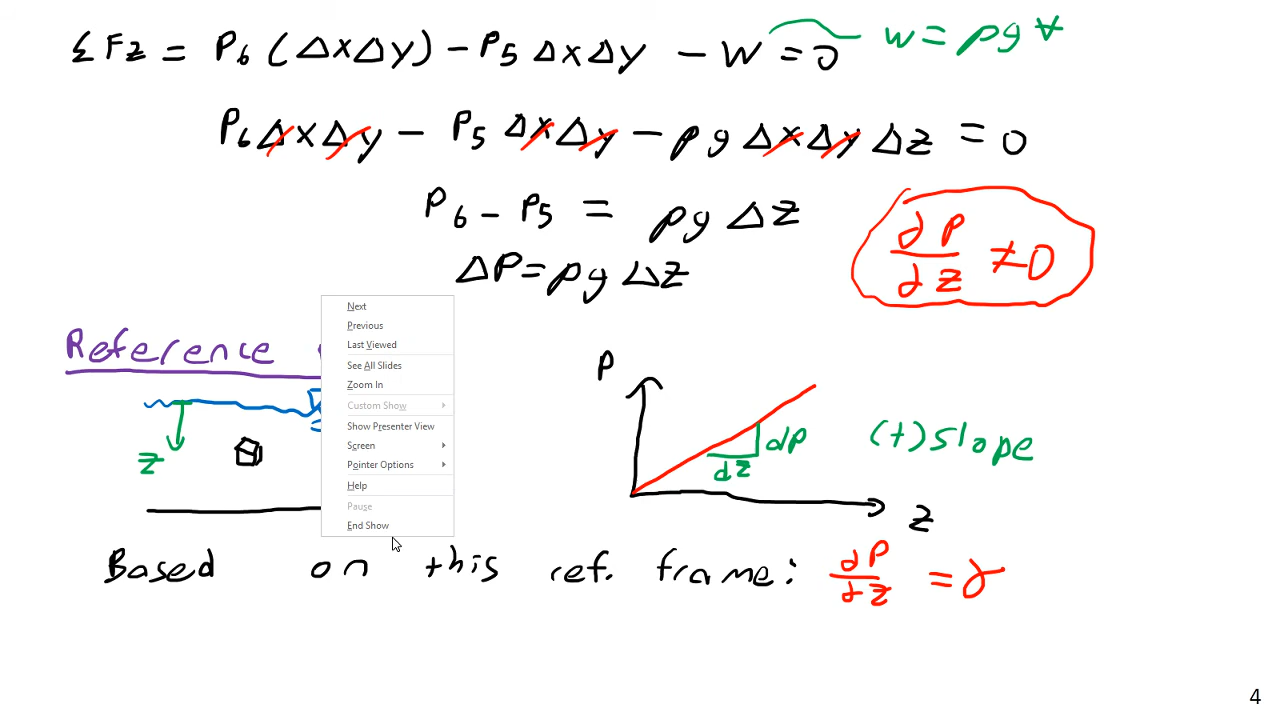 ΣFz = P6 (ΔxΔy) - P5 ΔxΔy - W = 0 W = ρg∀
P6 ΔxΔy - P5 ΔxΔy - ρg ΔxΔyΔz = 0
P6 - P5 = ρg Δz
ΔP = ρg Δz
dP/dz ≠ 0
Reference
z
Next
Previous
Last Viewed
See All Slides
Zoom In
Custom Show
Show Presenter View
Screen
Pointer Options
Help
Pause
End Show
P
dP
dz
(+) slope
z
Based on this ref. frame: dP/dz = γ
4